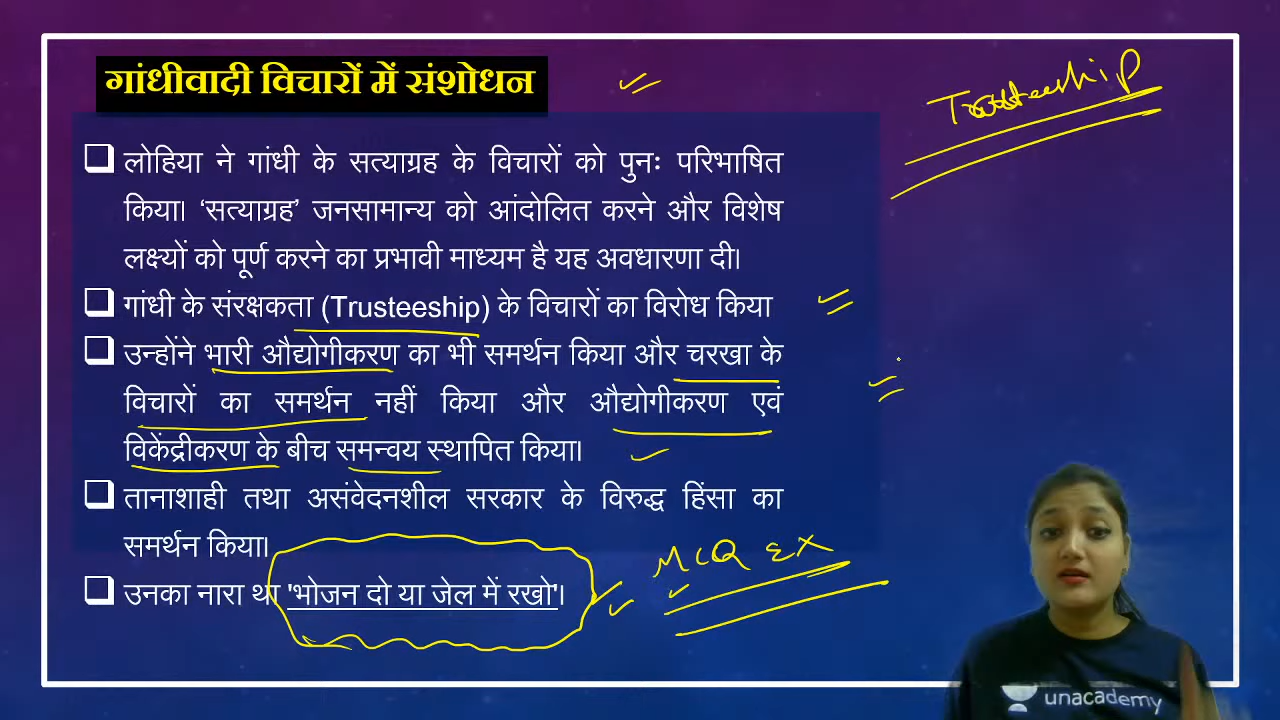 गांधीवादी विचारों में संशोधन
Trusteeship
लोहिया ने गांधी के सत्याग्रह के विचारों को पुनः परिभाषित
किया। ‘सत्याग्रह’ जनसामान्य को आंदोलित करने और विशेष
लक्ष्यों को पूर्ण करने का प्रभावी माध्यम है यह अवधारणा दी।
गांधी के संरक्षकता (Trusteeship) के विचारों का विरोध किया
उन्होंने भारी औद्योगीकरण का भी समर्थन किया और चरखा के
विचारों का समर्थन नहीं किया और औद्योगीकरण एवं
विकेंद्रीकरण के बीच समन्वय स्थापित किया।
तानाशाही तथा असंवेदनशील सरकार के विरुद्ध हिंसा का
समर्थन किया।
MCQ EX
उनका नारा था 'भोजन दो या जेल में रखो'।
unacademy